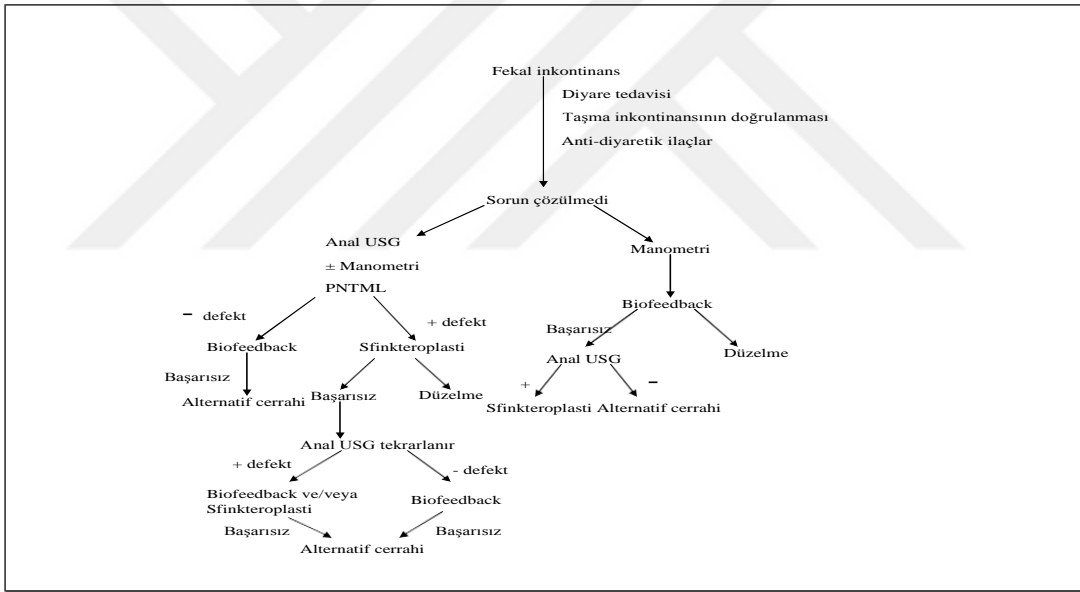 Fekal inkontinans
Diyare tedavisi
Taşma inkontinansının doğrulanması
Anti-diyaretik ilaçlar
Sorun çözülmedi
Anal USG
± Manometri
PNTML
− defekt
+ defekt
Biofeedback
Sfinkteroplasti
Başarısız
Alternatif cerrahi
Başarısız
Düzelme
Anal USG tekrarlanır
+ defekt
- defekt
Biofeedback ve/veya
Sfinkteroplasti
Biofeedback
Başarısız
Başarısız
Alternatif cerrahi
Manometri
Biofeedback
Başarısız
Anal USG
Düzelme
+
−
Sfinkteroplasti
Alternatif cerrahi